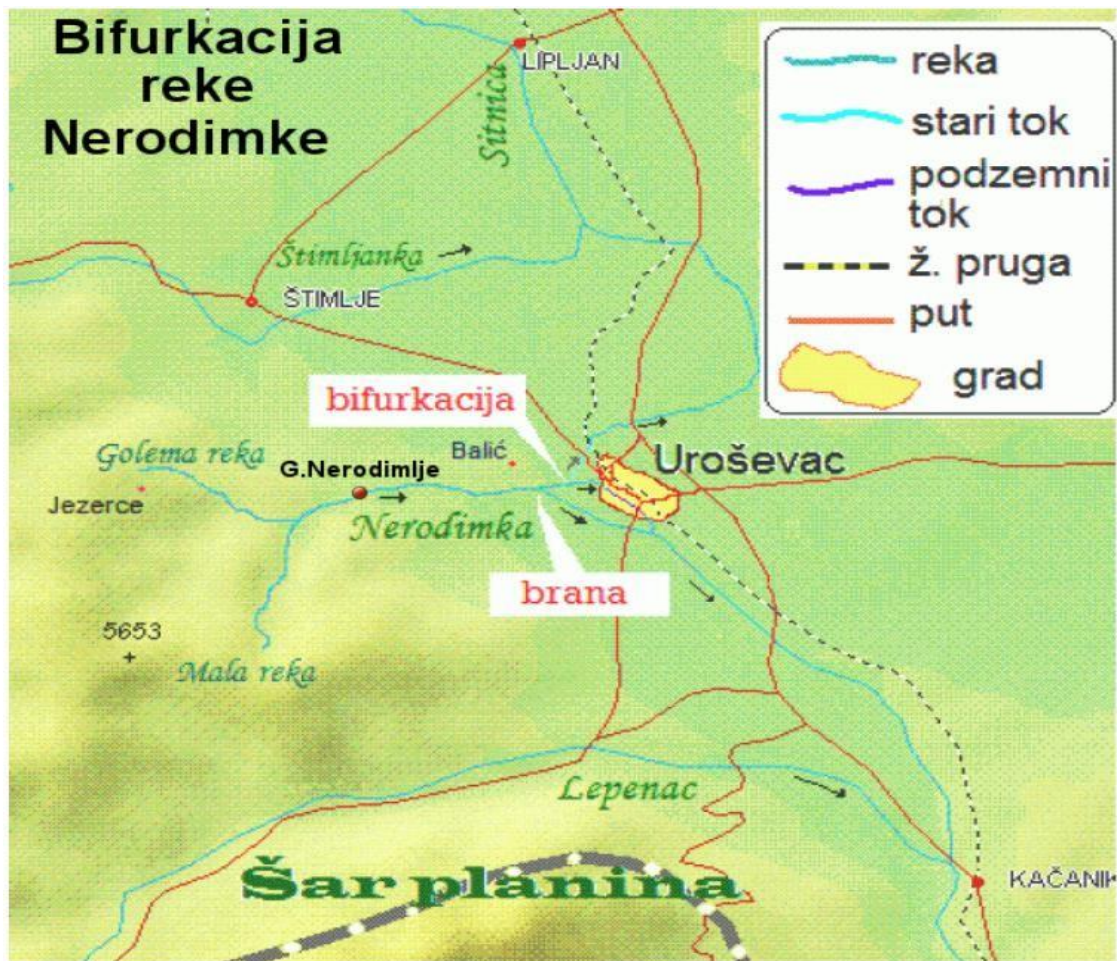 Bifurkacija
reke
Nerodimke
reka
stari tok
podzemni
tok
ž. pruga
put
grad
LIPLJAN
Sitnica
Štimljanka
ŠTIMLJE
bifurkacija
Golema reka
Balić
Uroševac
G.Nerodimlje
Jezerce
Nerodimka
brana
5653
Mala reka
Lepenac
Šar planina
KAČANIK